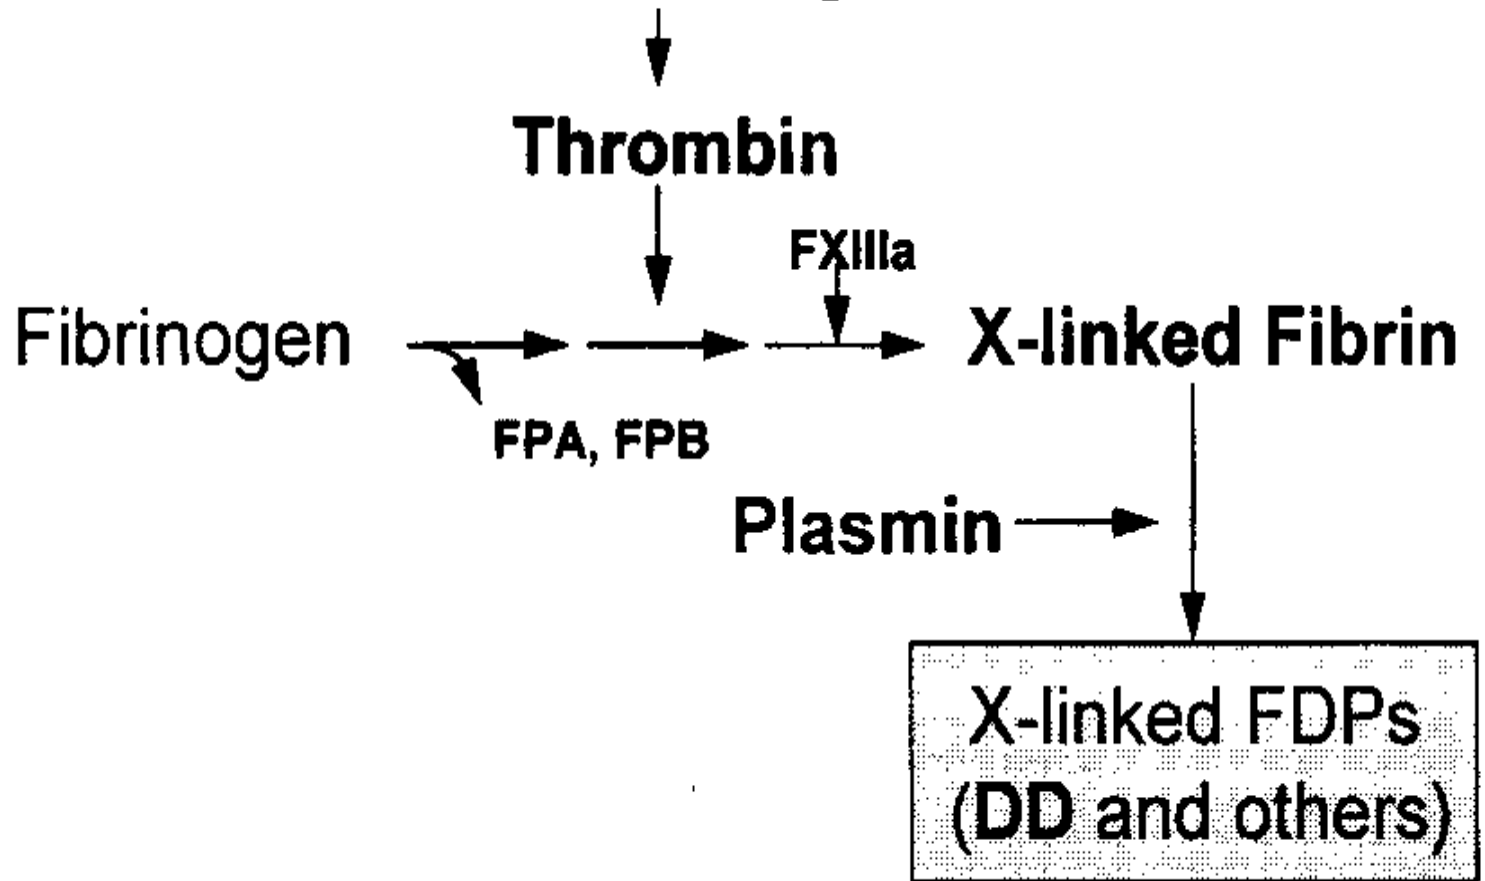 Thrombin
FXIIIa
Fibrinogen
X-linked Fibrin
FPA, FPB
Plasmin
X-linked FDPs
(DD and others)